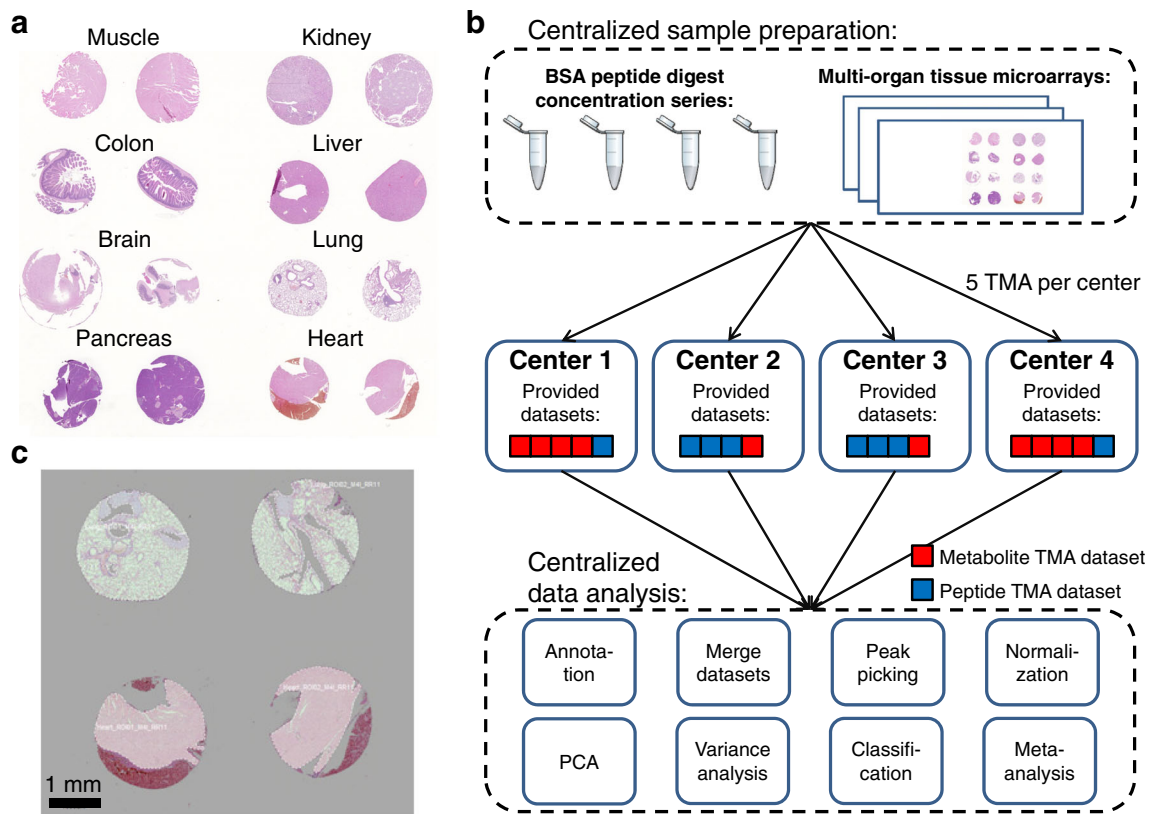 a
Muscle
Kidney
Colon
Liver
Brain
Lung
Pancreas
Heart
b
Centralized sample preparation:
BSA peptide digest
concentration series:
Multi-organ tissue microarrays:
5 TMA per center
Center 1
Provided
datasets:
Center 2
Provided
datasets:
Center 3
Provided
datasets:
Center 4
Provided
datasets:
Metabolite TMA dataset
Peptide TMA dataset
Centralized
data analysis:
Annota-
tion
Merge
datasets
Peak
picking
Normali-
zation
PCA
Variance
analysis
Classifi-
cation
Meta-
analysis
c
1 mm